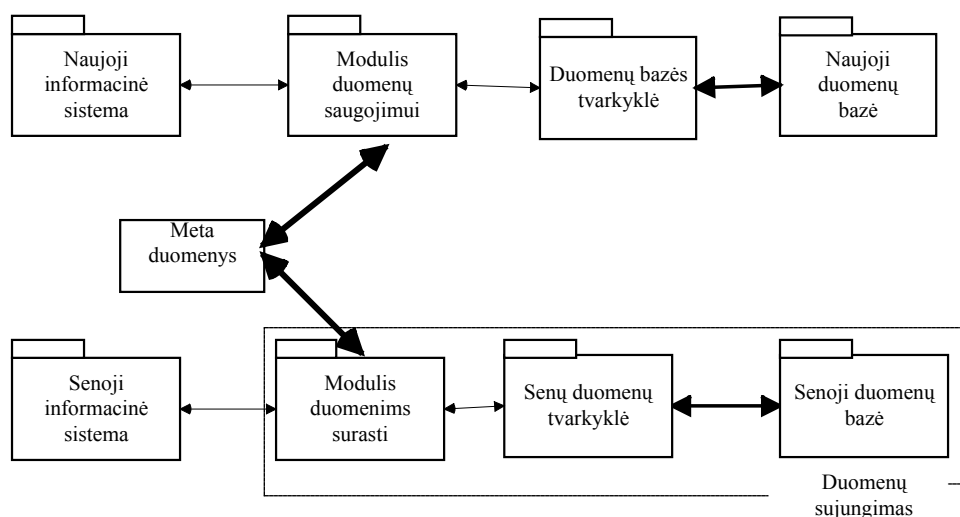 Naujoji
informacinė
sistema
Modulis
duomenų
saugojimui
Duomenų bazės
tvarkyklė
Naujoji
duomenų
bazė
Meta
duomenys
Senoji
informacinė
sistema
Modulis
duomenims
surasti
Senų duomenų
tvarkyklė
Senoji duomenų
bazė
Duomenų
sujungimas